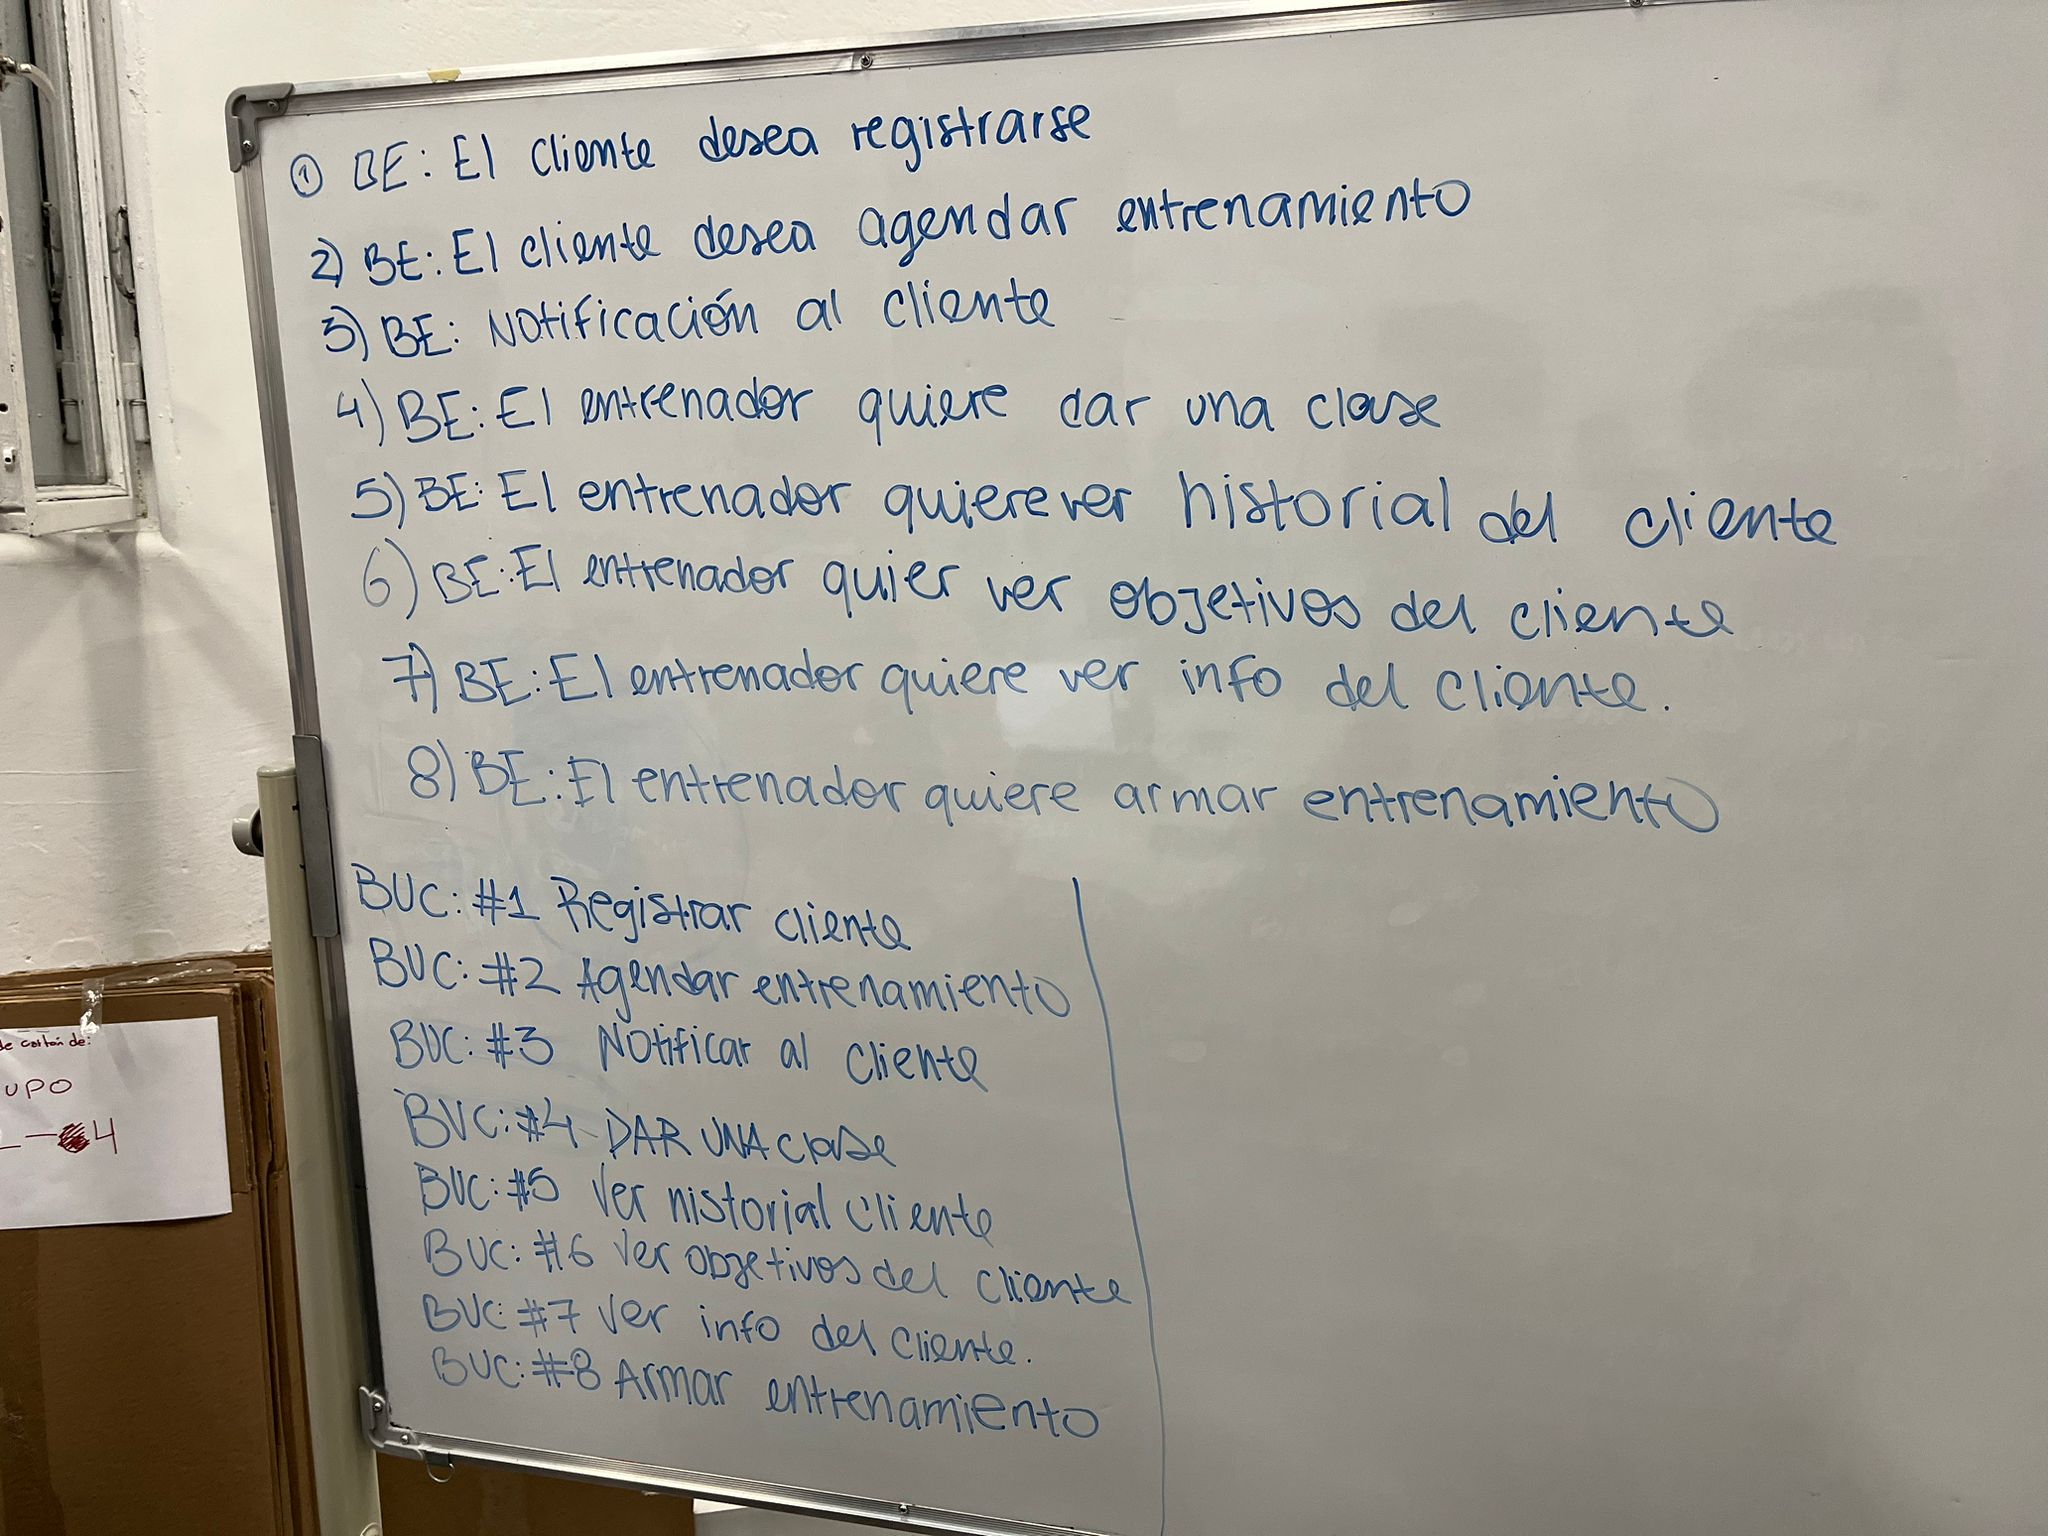 ① BE: El cliente desea registrarse
2) BE: El cliente desea agendar entrenamiento
3) BE: Notificación al cliente
4) BE: El entrenador quiere dar una clase
5) BE: El entrenador quiere ver historial del cliente
6) BE: El entrenador quier ver objetivos del cliente
7) BE: El entrenador quiere ver info del cliente.
8) BE: El entrenador quiere armar entrenamiento
BUC: #1 Registrar cliente
BUC: #2 Agendar entrenamiento
BUC: #3 Notificar al cliente
BUC: #4 DAR UNA clase
BUC: #5 Ver historial cliente
BUC: #6 Ver objetivos del cliente
BUC: #7 Ver info del cliente.
BUC: #8 Armar entrenamiento
de cartón de:
UPO
4